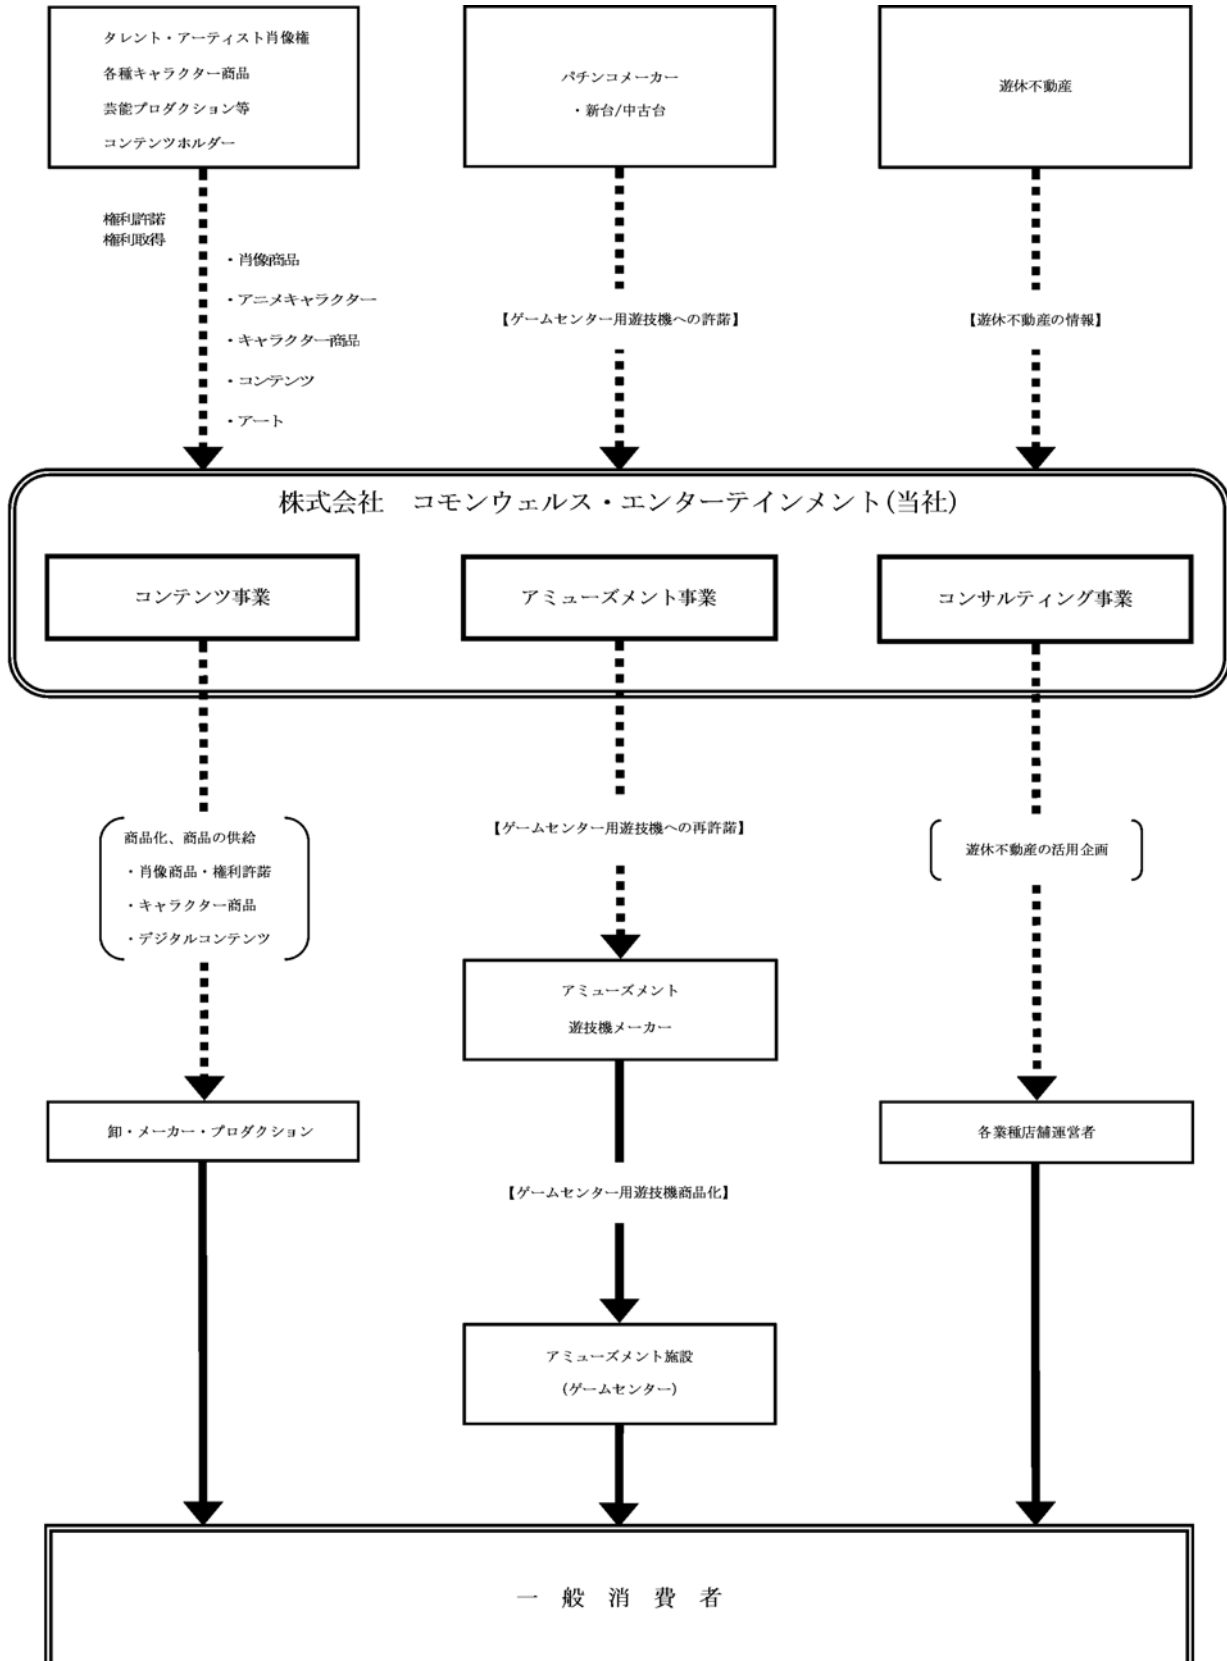 タレント・アーティスト肖像権
各種キャラクター商品
芸能プロダクション等
コンテンツホルダー
パチンコメーカー
・新台/中古台
遊休不動産
権利許諾
権利取得
・肖像商品
・アニメキャラクター
・キャラクター商品
・コンテンツ
・アート
【ゲームセンター用遊技機への許諾】
【遊休不動産の情報】
株式会社　コモンウェルス・エンターテインメント(当社)
コンテンツ事業
アミューズメント事業
コンサルティング事業
商品化、商品の供給
・肖像商品・権利許諾
・キャラクター商品
・デジタルコンテンツ
【ゲームセンター用遊技機への再許諾】
遊休不動産の活用企画
アミューズメント
遊技機メーカー
卸・メーカー・プロダクション
各業種店舗運営者
【ゲームセンター用遊技機商品化】
アミューズメント施設
(ゲームセンター)
一　般　消　費　者